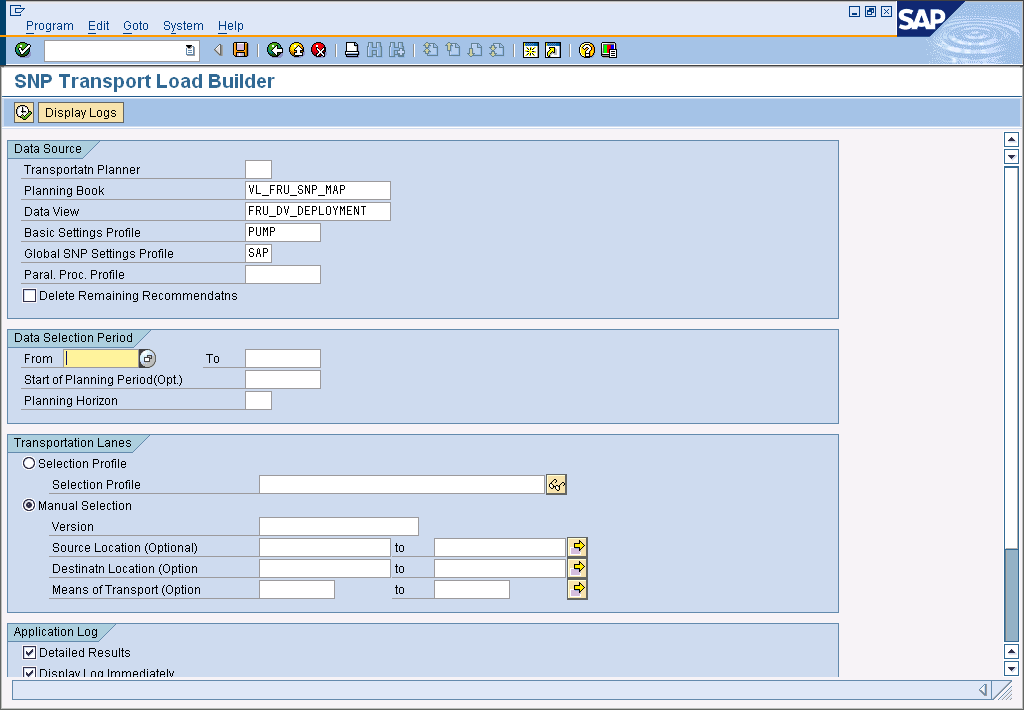 Program Edit Goto System Help
SAP
SNP Transport Load Builder
Display Logs
Data Source
Transportatn Planner
Planning Book VL_FRU_SNP_MAP
Data View FRU_DV_DEPLOYMENT
Basic Settings Profile PUMP
Global SNP Settings Profile SAP
Paral. Proc. Profile
Delete Remaining Recommendatns
Data Selection Period
From To
Start of Planning Period(Opt.)
Planning Horizon
Transportation Lanes
Selection Profile
Selection Profile
Manual Selection
Version
Source Location (Optional) to
Destinatn Location (Option to
Means of Transport (Option to
Application Log
Detailed Results
Display Log Immediately